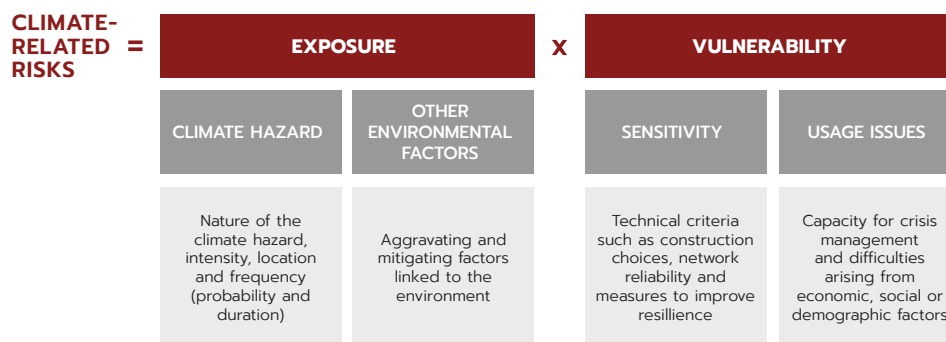 CLIMATE-
RELATED =
RISKS
EXPOSURE
x
VULNERABILITY
CLIMATE HAZARD
OTHER
ENVIRONMENTAL
FACTORS
SENSITIVITY
USAGE ISSUES
Nature of the
climate hazard,
intensity, location
and frequency
(probability and
duration)
Aggravating and
mitigating factors
linked to the
environment
Technical criteria
such as construction
choices, network
reliability and
measures to improve
resillience
Capacity for crisis
management
and difficulties
arising from
economic, social or
demographic factors